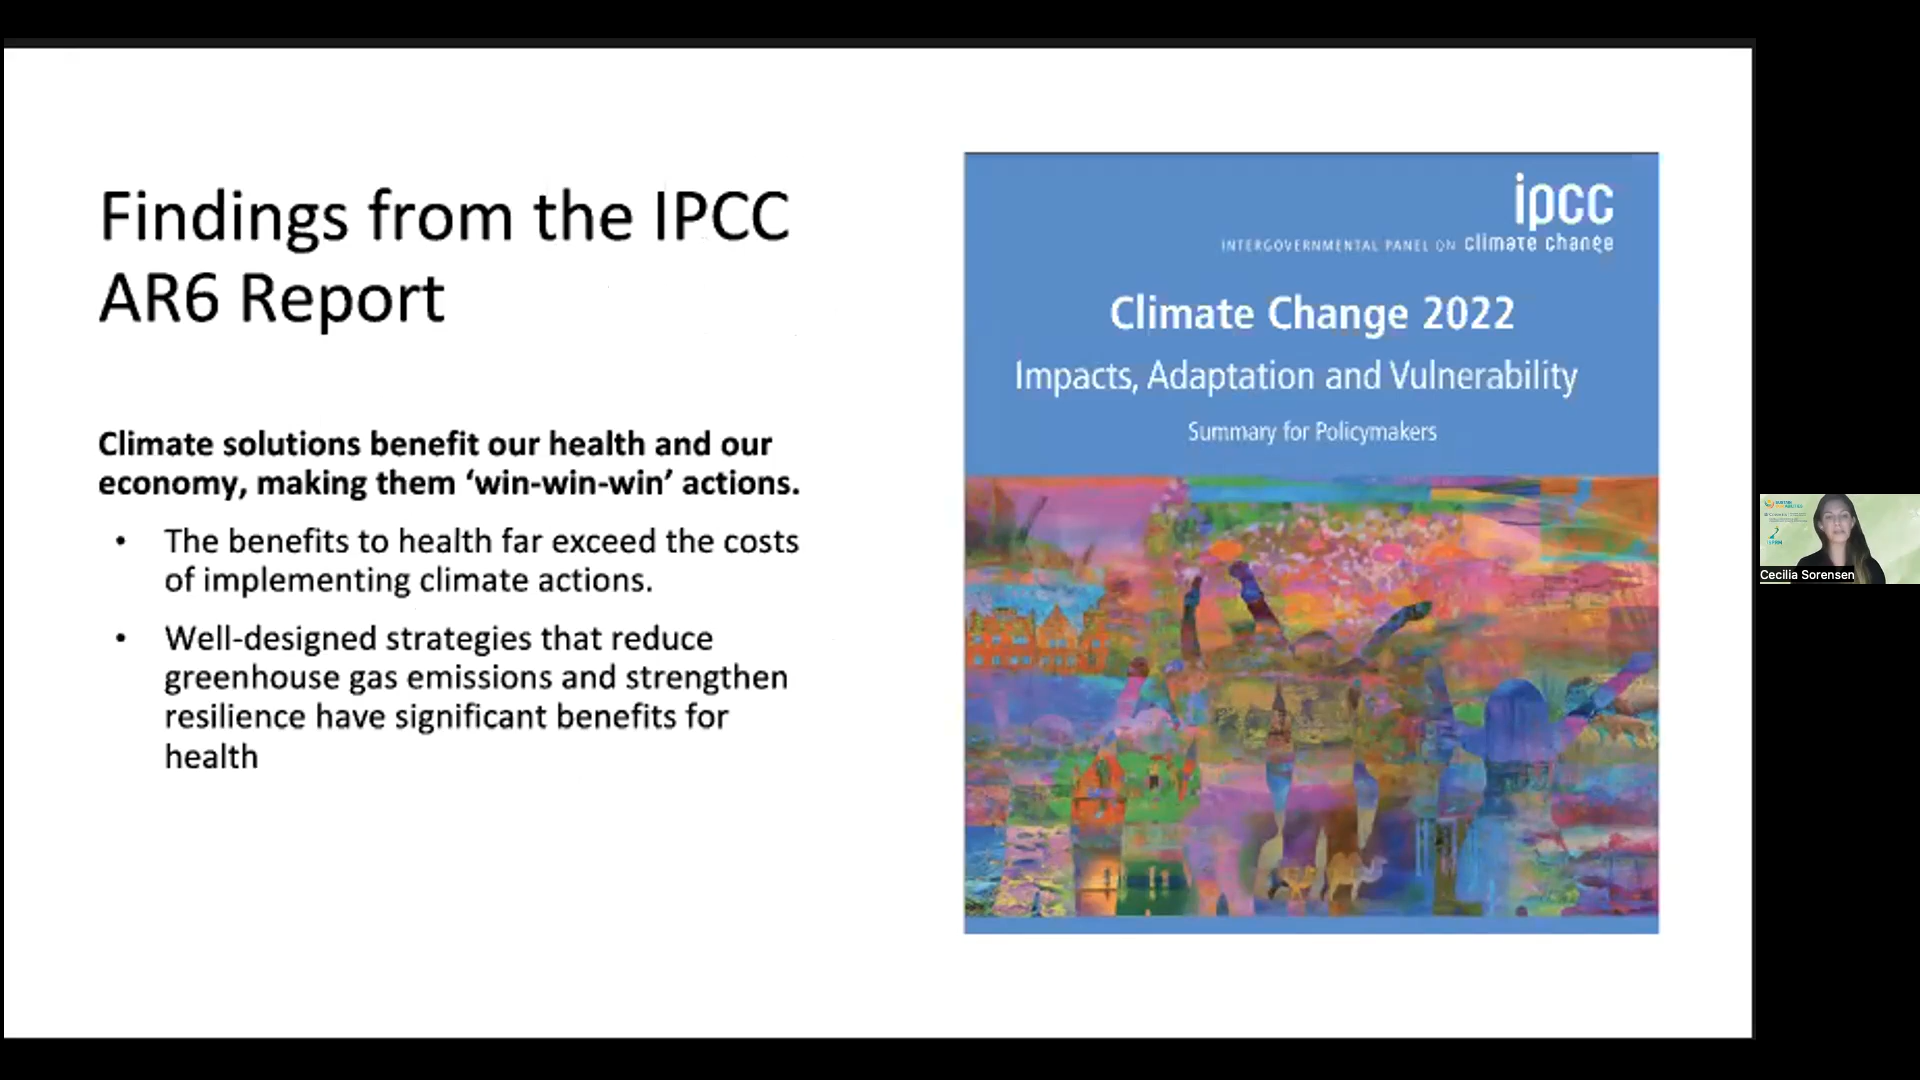 Findings from the IPCC
AR6 Report
Climate solutions benefit our health and our
economy, making them ‘win-win-win’ actions.
• The benefits to health far exceed the costs
of implementing climate actions.
• Well-designed strategies that reduce
greenhouse gas emissions and strengthen
resilience have significant benefits for
health
ipcc
INTERGOVERNMENTAL PANEL ON climate change
Climate Change 2022
Impacts, Adaptation and Vulnerability
Summary for Policymakers
Cecilia Sorensen